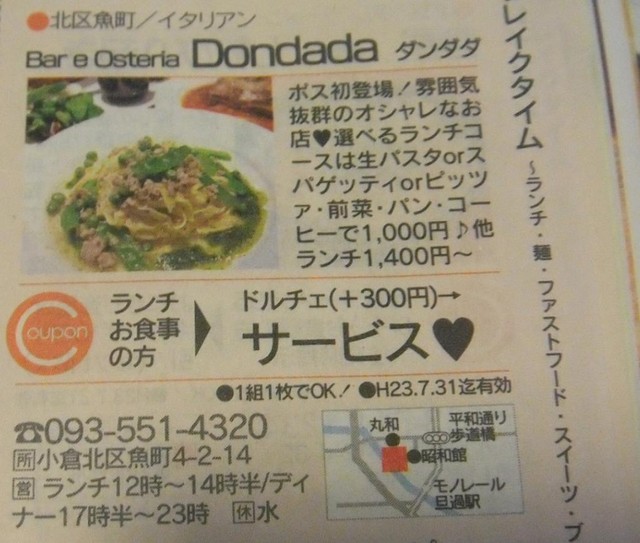 ●北区魚町／イタリアン
Bar e Osteria Dondada ダンダダ
ポス初登場！雰囲気
抜群のオシャレなお
店♥選べるランチコ
ースは生パスタorス
パゲッティorピッツ
ァ・前菜・パン・コー
ヒーで1,000円♪他
ランチ1,400円～
Coupon
ランチ
お食事
の方
ドルチェ(＋300円)→
サービス♥
●1組1枚でOK！ ●H23.7.31迄有効
☎093-551-4320
所小倉北区魚町4-2-14
営 ランチ12時～14時半/ディ
ナー17時半～23時 休水
丸和
平和通り
歩道橋
昭和館
モノレール
旦過駅
レイクタイム
～ランチ・麺・ファストフード・スイーツ・ブ